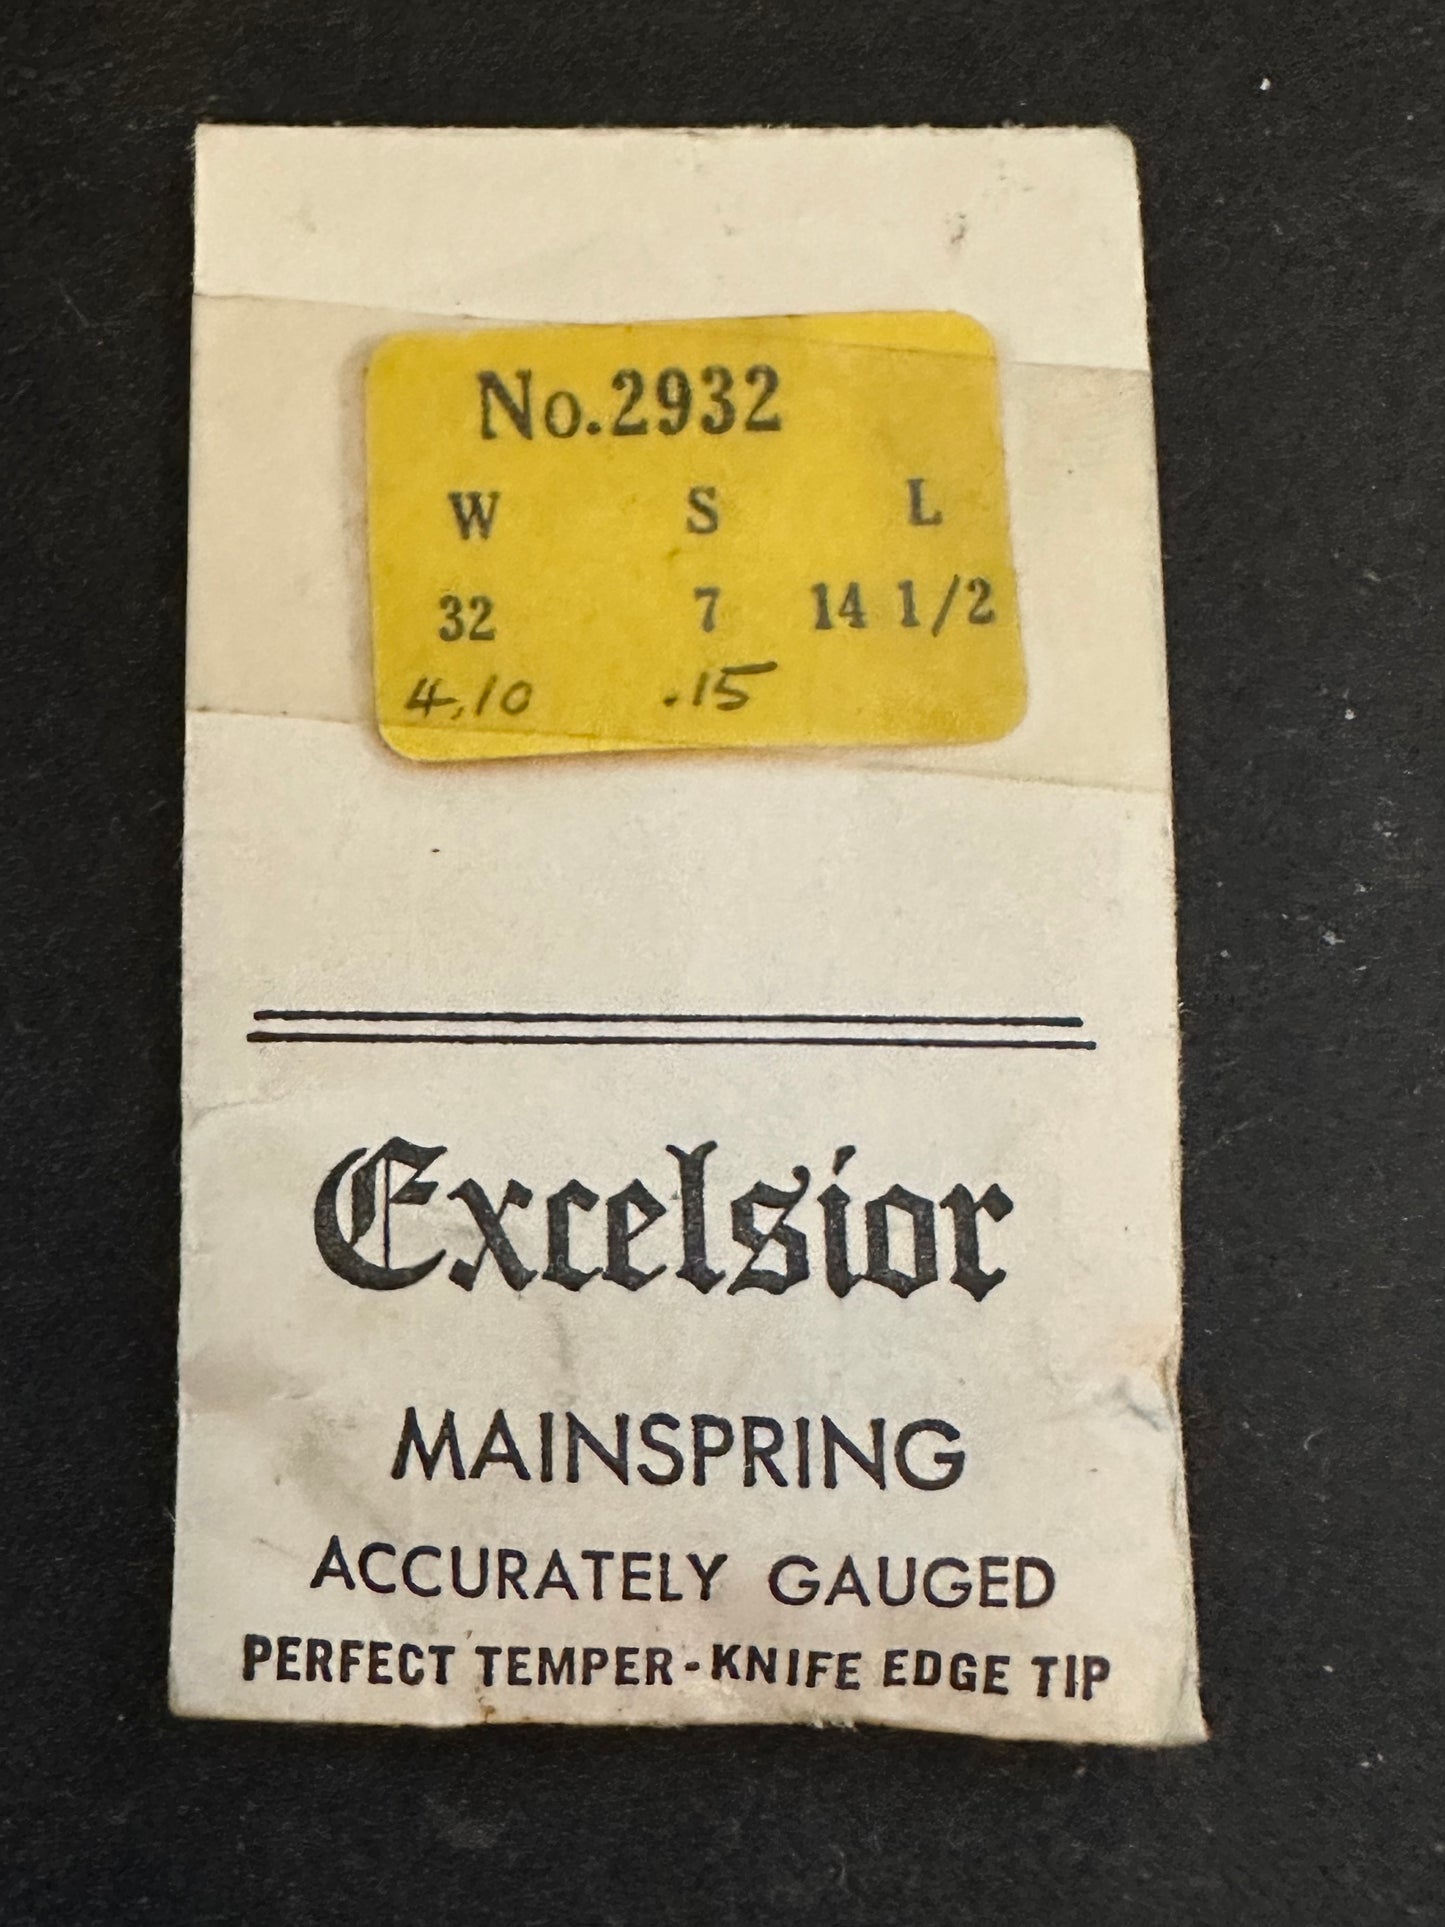 No.2932
W S L
32 7 14 1/2
4.10 .15
Excelsior
MAINSPRING
ACCURATELY GAUGED
PERFECT TEMPER-KNIFE EDGE TIP